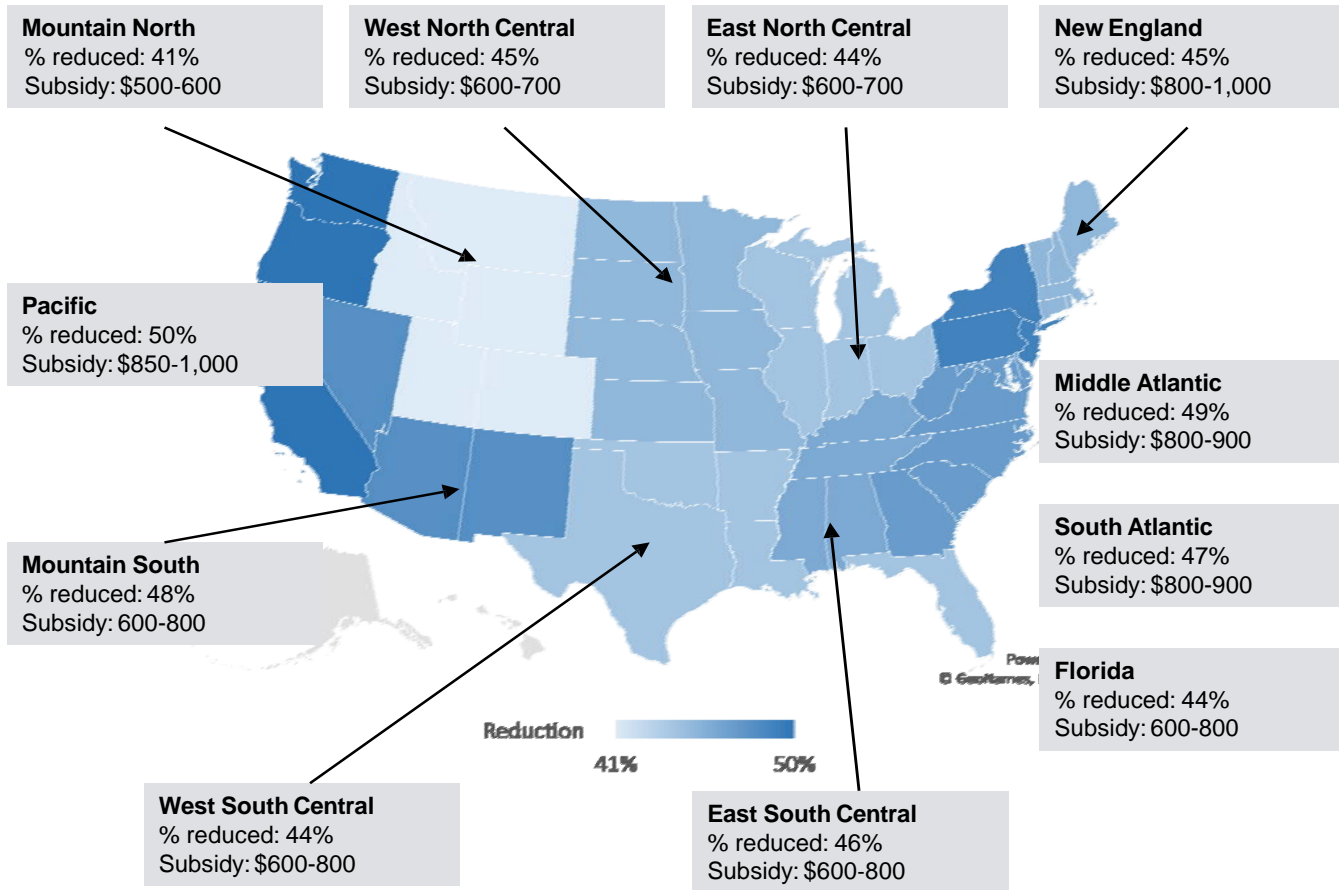 Mountain North
% reduced: 41%
Subsidy: $500-600
West North Central
% reduced: 45%
Subsidy: $600-700
East North Central
% reduced: 44%
Subsidy: $600-700
New England
% reduced: 45%
Subsidy: $800-1,000
Pacific
% reduced: 50%
Subsidy: $850-1,000
Middle Atlantic
% reduced: 49%
Subsidy: $800-900
Mountain South
% reduced: 48%
Subsidy: 600-800
South Atlantic
% reduced: 47%
Subsidy: $800-900
© GeoNames,
Florida
% reduced: 44%
Subsidy: 600-800
Reduction
41% 50%
West South Central
% reduced: 44%
Subsidy: $600-800
East South Central
% reduced: 46%
Subsidy: $600-800